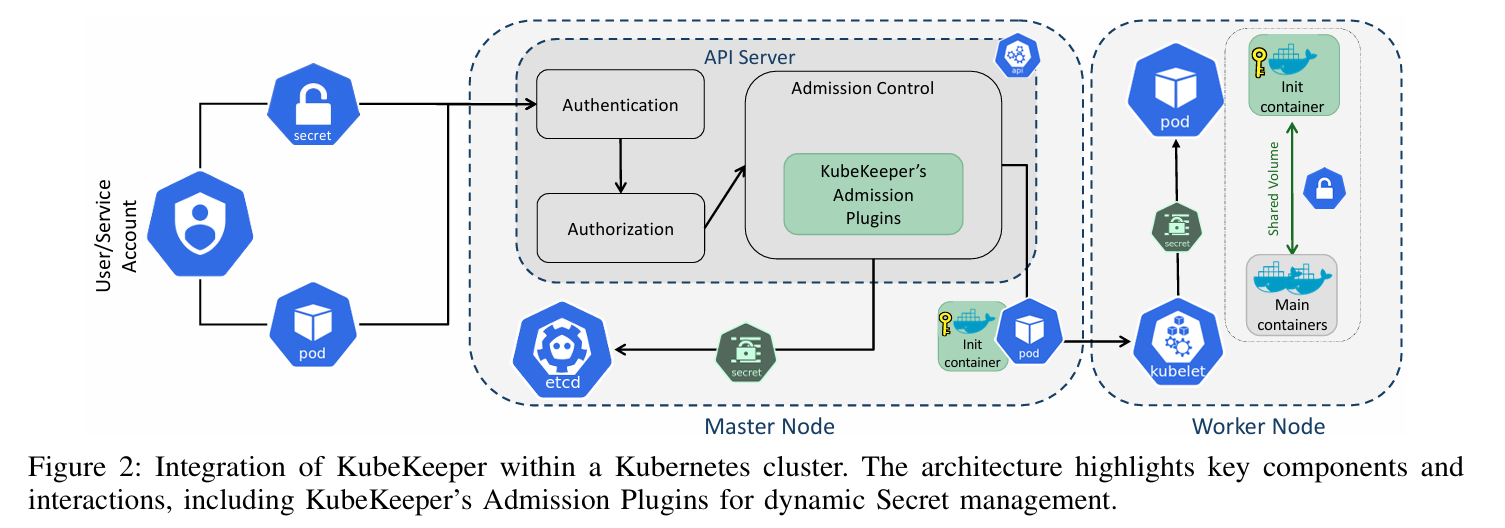 User/Service
Account
secret
pod
API Server
api
Authentication
Authorization
Admission Control
KubeKeeper’s
Admission
Plugins
etcd
secret
Init
container
pod
Master Node
pod
secret
kubelet
Init
container
Shared Volume
Main
containers
Worker Node
Figure 2: Integration of KubeKeeper within a Kubernetes cluster. The architecture highlights key components and
interactions, including KubeKeeper’s Admission Plugins for dynamic Secret management.